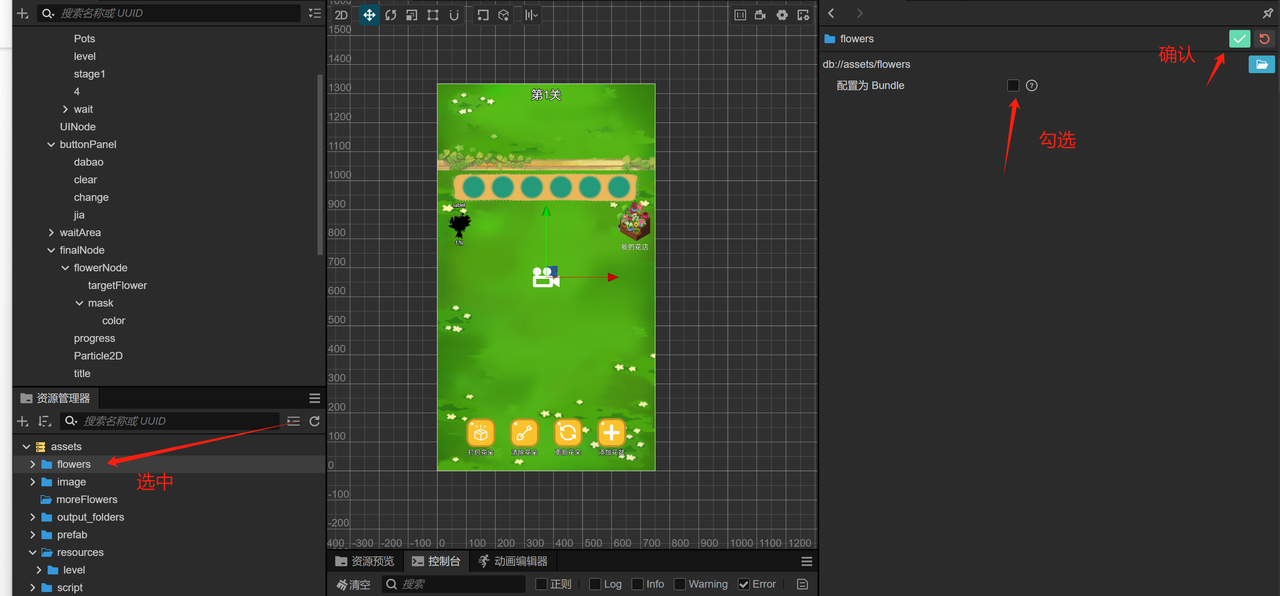 搜索名称或 UUID
Pots
level
stage1
4
wait
UINode
buttonPanel
dabao
clear
change
jia
waitArea
finalNode
flowerNode
targetFlower
mask
color
progress
Particle2D
title
资源管理器
搜索名称或 UUID
assets
flowers
选中
image
moreFlowers
output_folders
prefab
resources
level
script
2D
1500
1400
1300
1200
1100
1000
900
800
700
600
500
400
300
200
100
0
-100
-200
400 -300 -200 -100 0 100 200 300 400 500 600 700 800 900 1000 1100 1200
第1关
label
1%
我的花店
打包花朵 清除花朵 更新花朵 添加花盆
资源预览 控制台 动画编辑器
清空 搜索 正则 Log Info Warning Error
flowers
确认
db://assets/flowers
配置为 Bundle
勾选